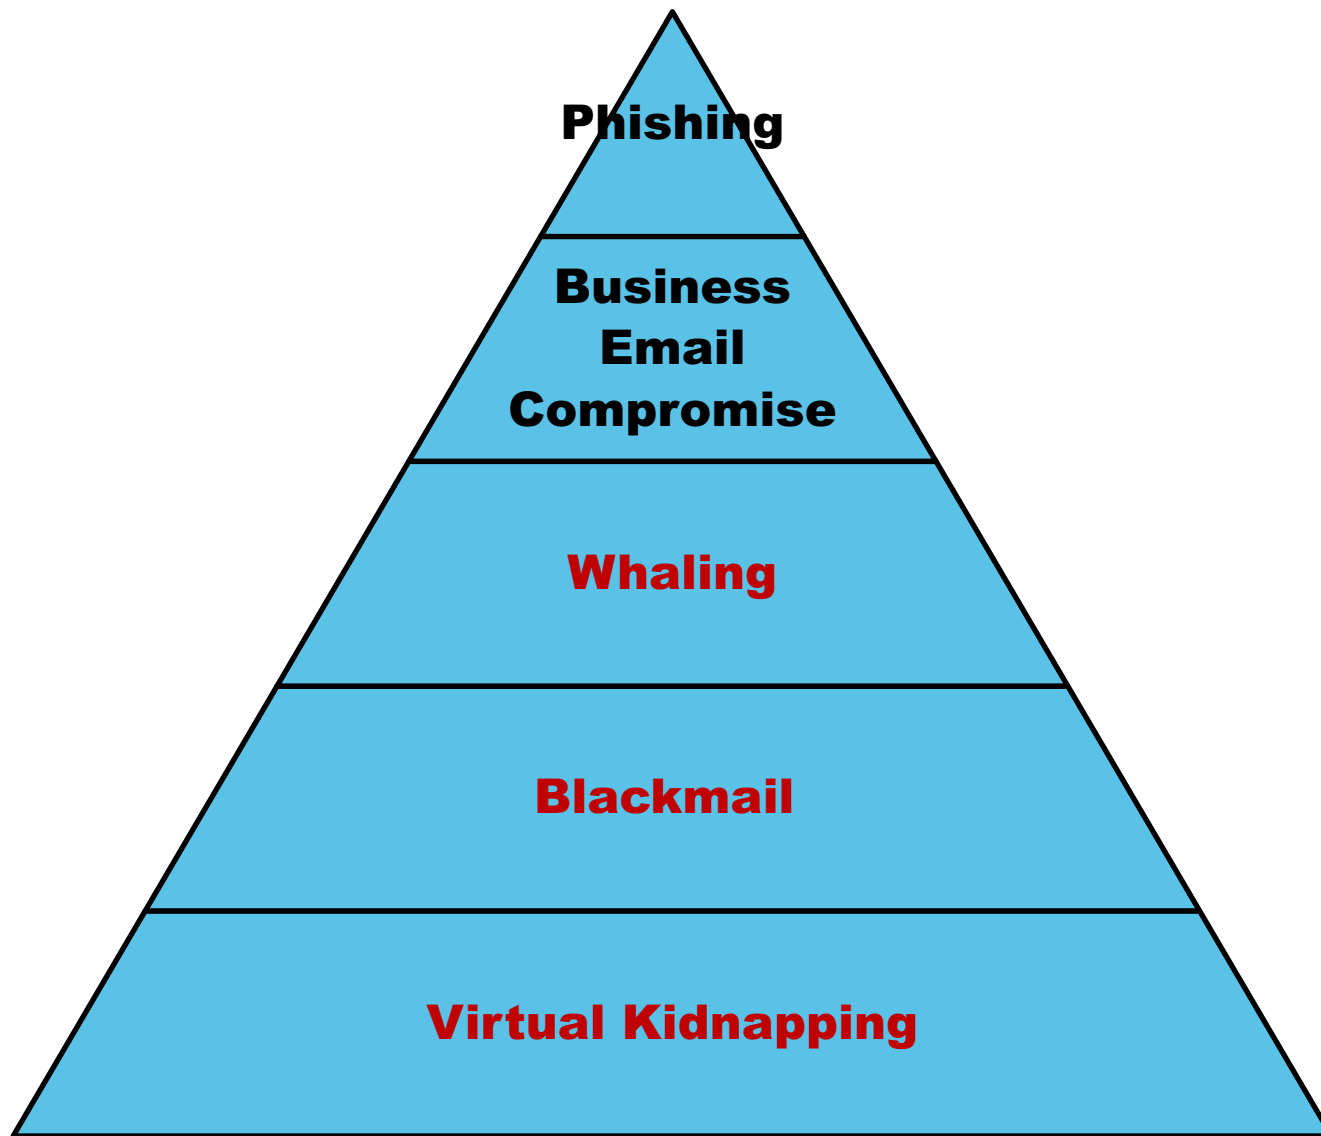 Phishing
Business
Email
Compromise
Whaling
Blackmail
Virtual Kidnapping